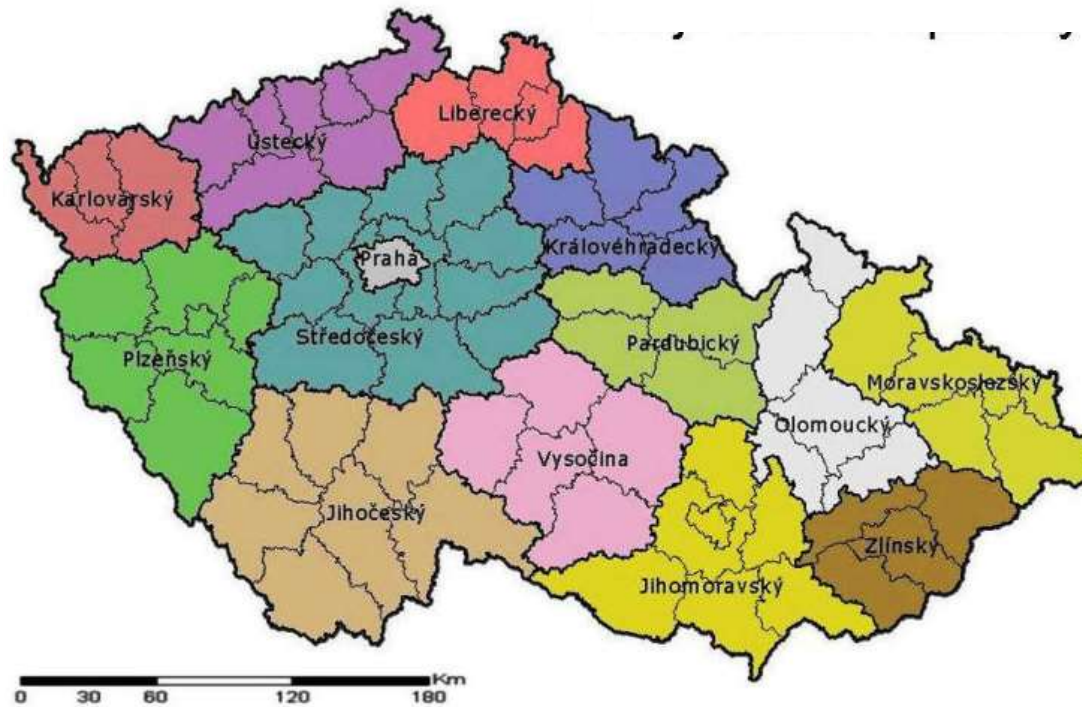 Liberecký
Ústecký
Karlovarský
Královéhradecký
Praha
Středočeský
Pardubický
Plzeňský
Moravskoslezský
Olomoucký
Vysočina
Jihočeský
Zlínský
Jihomoravský
Km
0 30 60 120 180